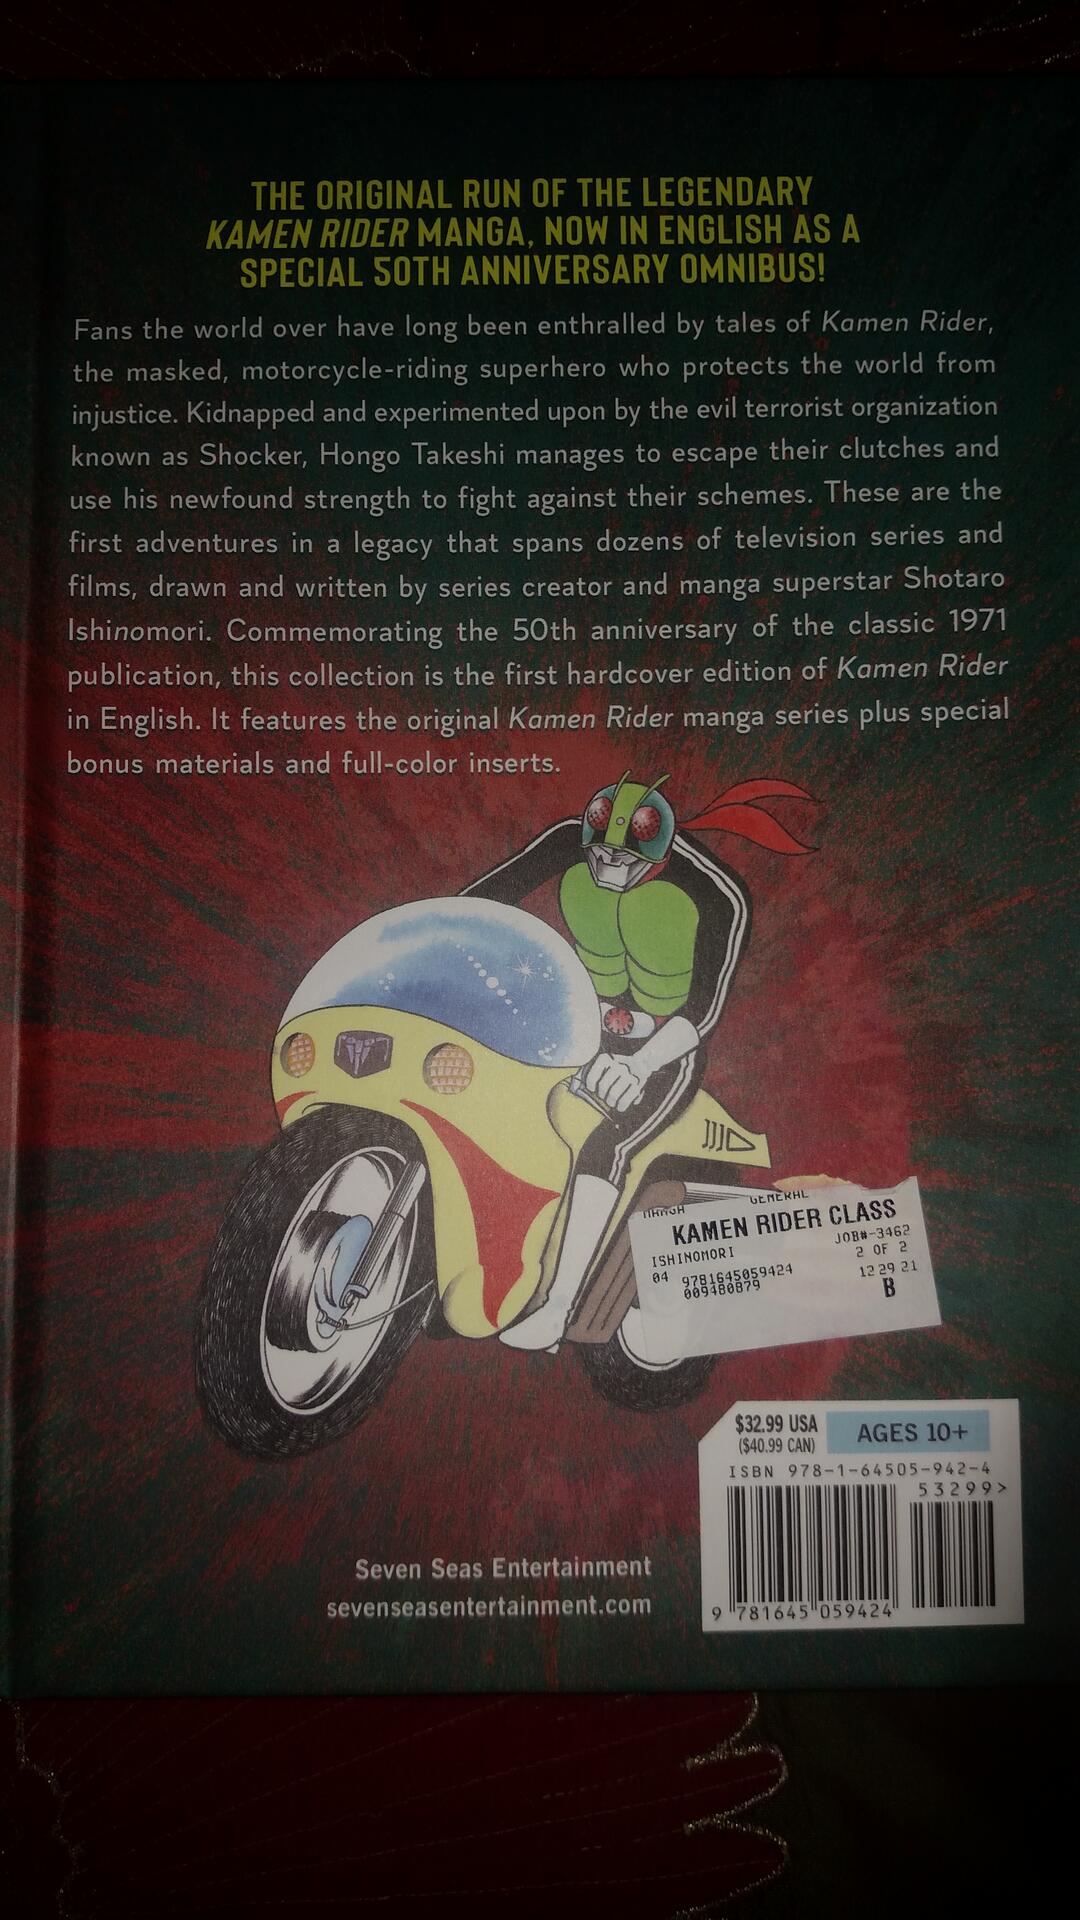 THE ORIGINAL RUN OF THE LEGENDARY
KAMEN RIDER MANGA, NOW IN ENGLISH AS A
SPECIAL 50TH ANNIVERSARY OMNIBUS!
Fans the world over have long been enthralled by tales of Kamen Rider,
the masked, motorcycle-riding superhero who protects the world from
injustice. Kidnapped and experimented upon by the evil terrorist organization
known as Shocker, Hongo Takeshi manages to escape their clutches and
use his newfound strength to fight against their schemes. These are the
first adventures in a legacy that spans dozens of television series and
films, drawn and written by series creator and manga superstar Shotaro
Ishinomori. Commemorating the 50th anniversary of the classic 1971
publication, this collection is the first hardcover edition of Kamen Rider
in English. It features the original Kamen Rider manga series plus special
bonus materials and full-color inserts.
MANGA GENERAL
KAMEN RIDER CLASS
ISHINOMORI JOB#-3462
2 OF 2
04 9781645059424 12 29 21
009480879 B
$32.99 USA
($40.99 CAN)
AGES 10+
ISBN 978-1-64505-942-4
53299>
9 781645 059424
Seven Seas Entertainment
sevenseasentertainment.com